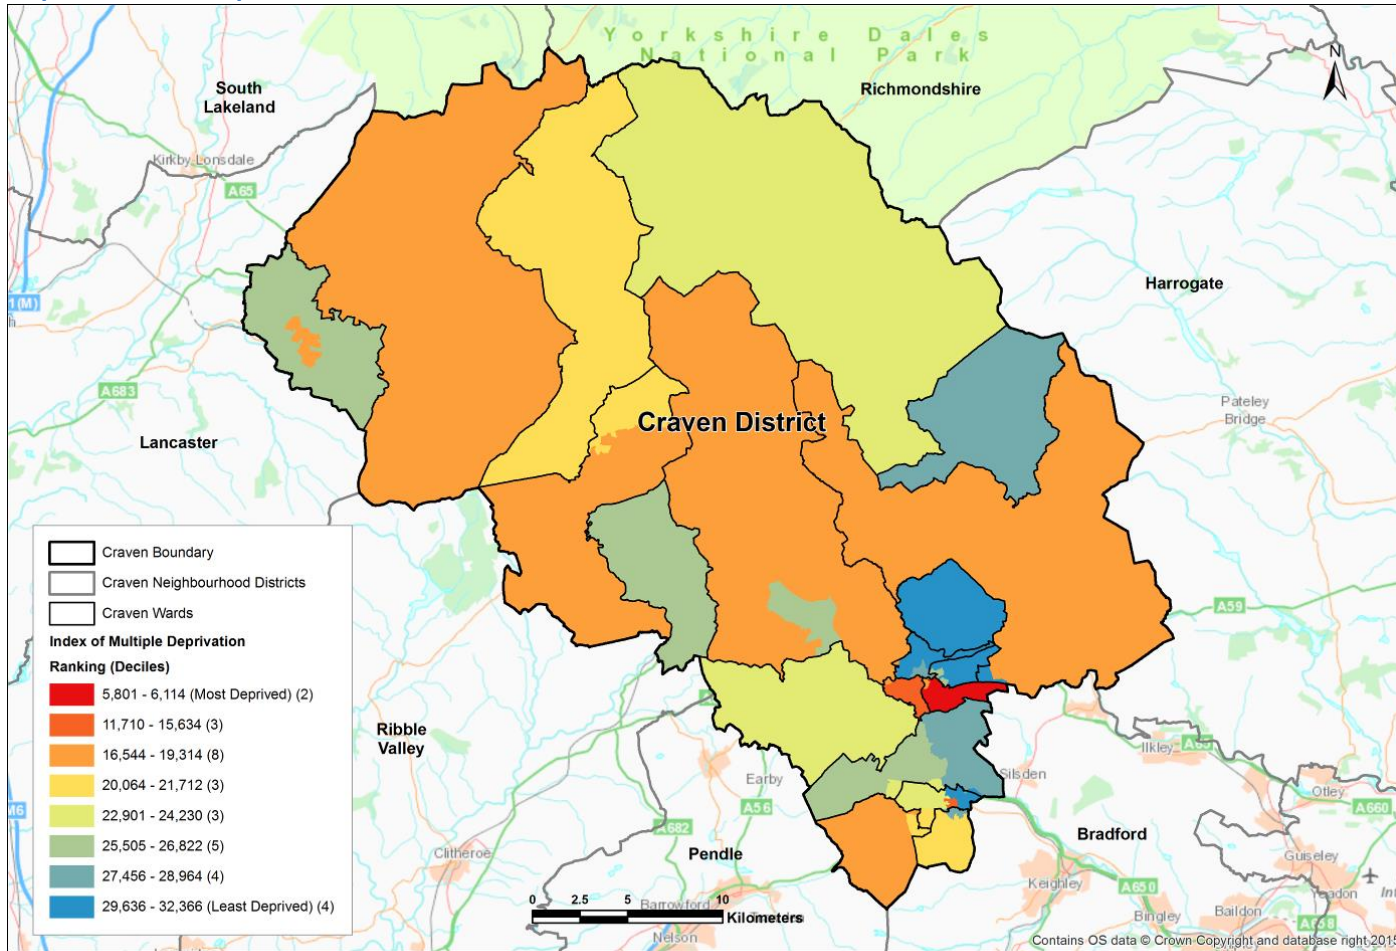 Yorkshire Dales
National Park
South
Lakeland
Richmondshire
N
Kirkby Lonsdale
A65
Harrogate
1(M)
A683
Lancaster
Craven District
Pateley
Bridge
A59
Craven Boundary
Craven Neighbourhood Districts
Craven Wards
Index of Multiple Deprivation
Ranking (Deciles)
5,801 - 6,114 (Most Deprived) (2)
11,710 - 15,634 (3)
16,544 - 19,314 (8)
20,064 - 21,712 (3)
22,901 - 24,230 (3)
25,505 - 26,822 (5)
27,456 - 28,964 (4)
29,636 - 32,366 (Least Deprived) (4)
Ribble
Valley
Ilkley
A65
Silsden
Earby
A56
Otley
A660
M6
A682
Bradford
Clitheroe
Pendle
Guiseley
Keighley
A650
Yeadon
Barrowford
Bingley
Baildon
A658
Nelson
0 2.5 5 10
Kilometers
Contains OS data © Crown Copyright and database right 201